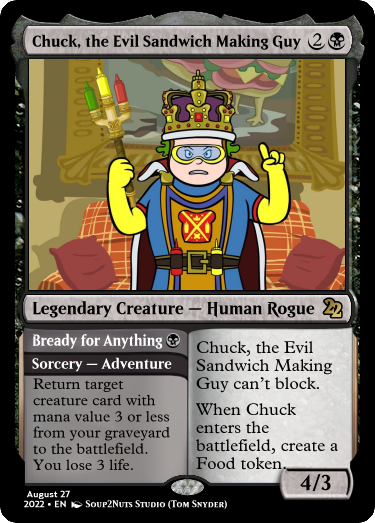 Chuck, the Evil Sandwich Making Guy 2
Legendary Creature — Human Rogue 22
Bready for Anything
Sorcery — Adventure
Return target
creature card with
mana value 3 or less
from your graveyard
to the battlefield.
You lose 3 life.
Chuck, the Evil
Sandwich Making
Guy can't block.
When Chuck
enters the
battlefield, create a
Food token.
4/3
August 27
2022 • EN Soup2Nuts Studio (Tom Snyder)